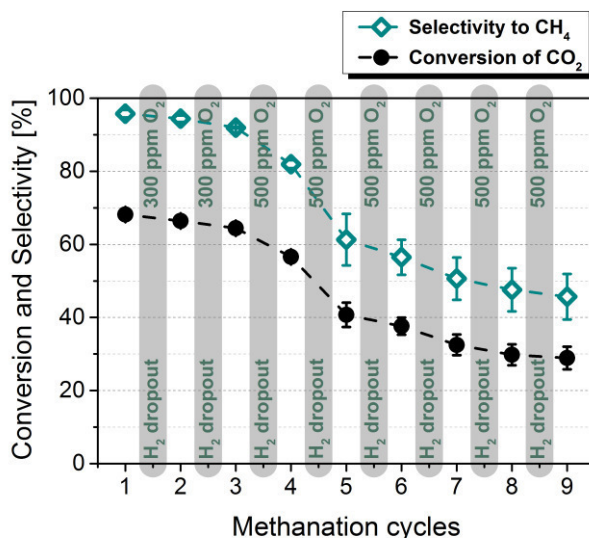 Selectivity to CH₄
Conversion of CO₂
Conversion and Selectivity [%]
100
80
60
40
20
0
300 ppm O₂
300 ppm O₂
500 ppm O₂
500 ppm O₂
500 ppm O₂
500 ppm O₂
500 ppm O₂
500 ppm O₂
H₂ dropout
H₂ dropout
H₂ dropout
H₂ dropout
H₂ dropout
H₂ dropout
H₂ dropout
H₂ dropout
1 2 3 4 5 6 7 8 9
Methanation cycles